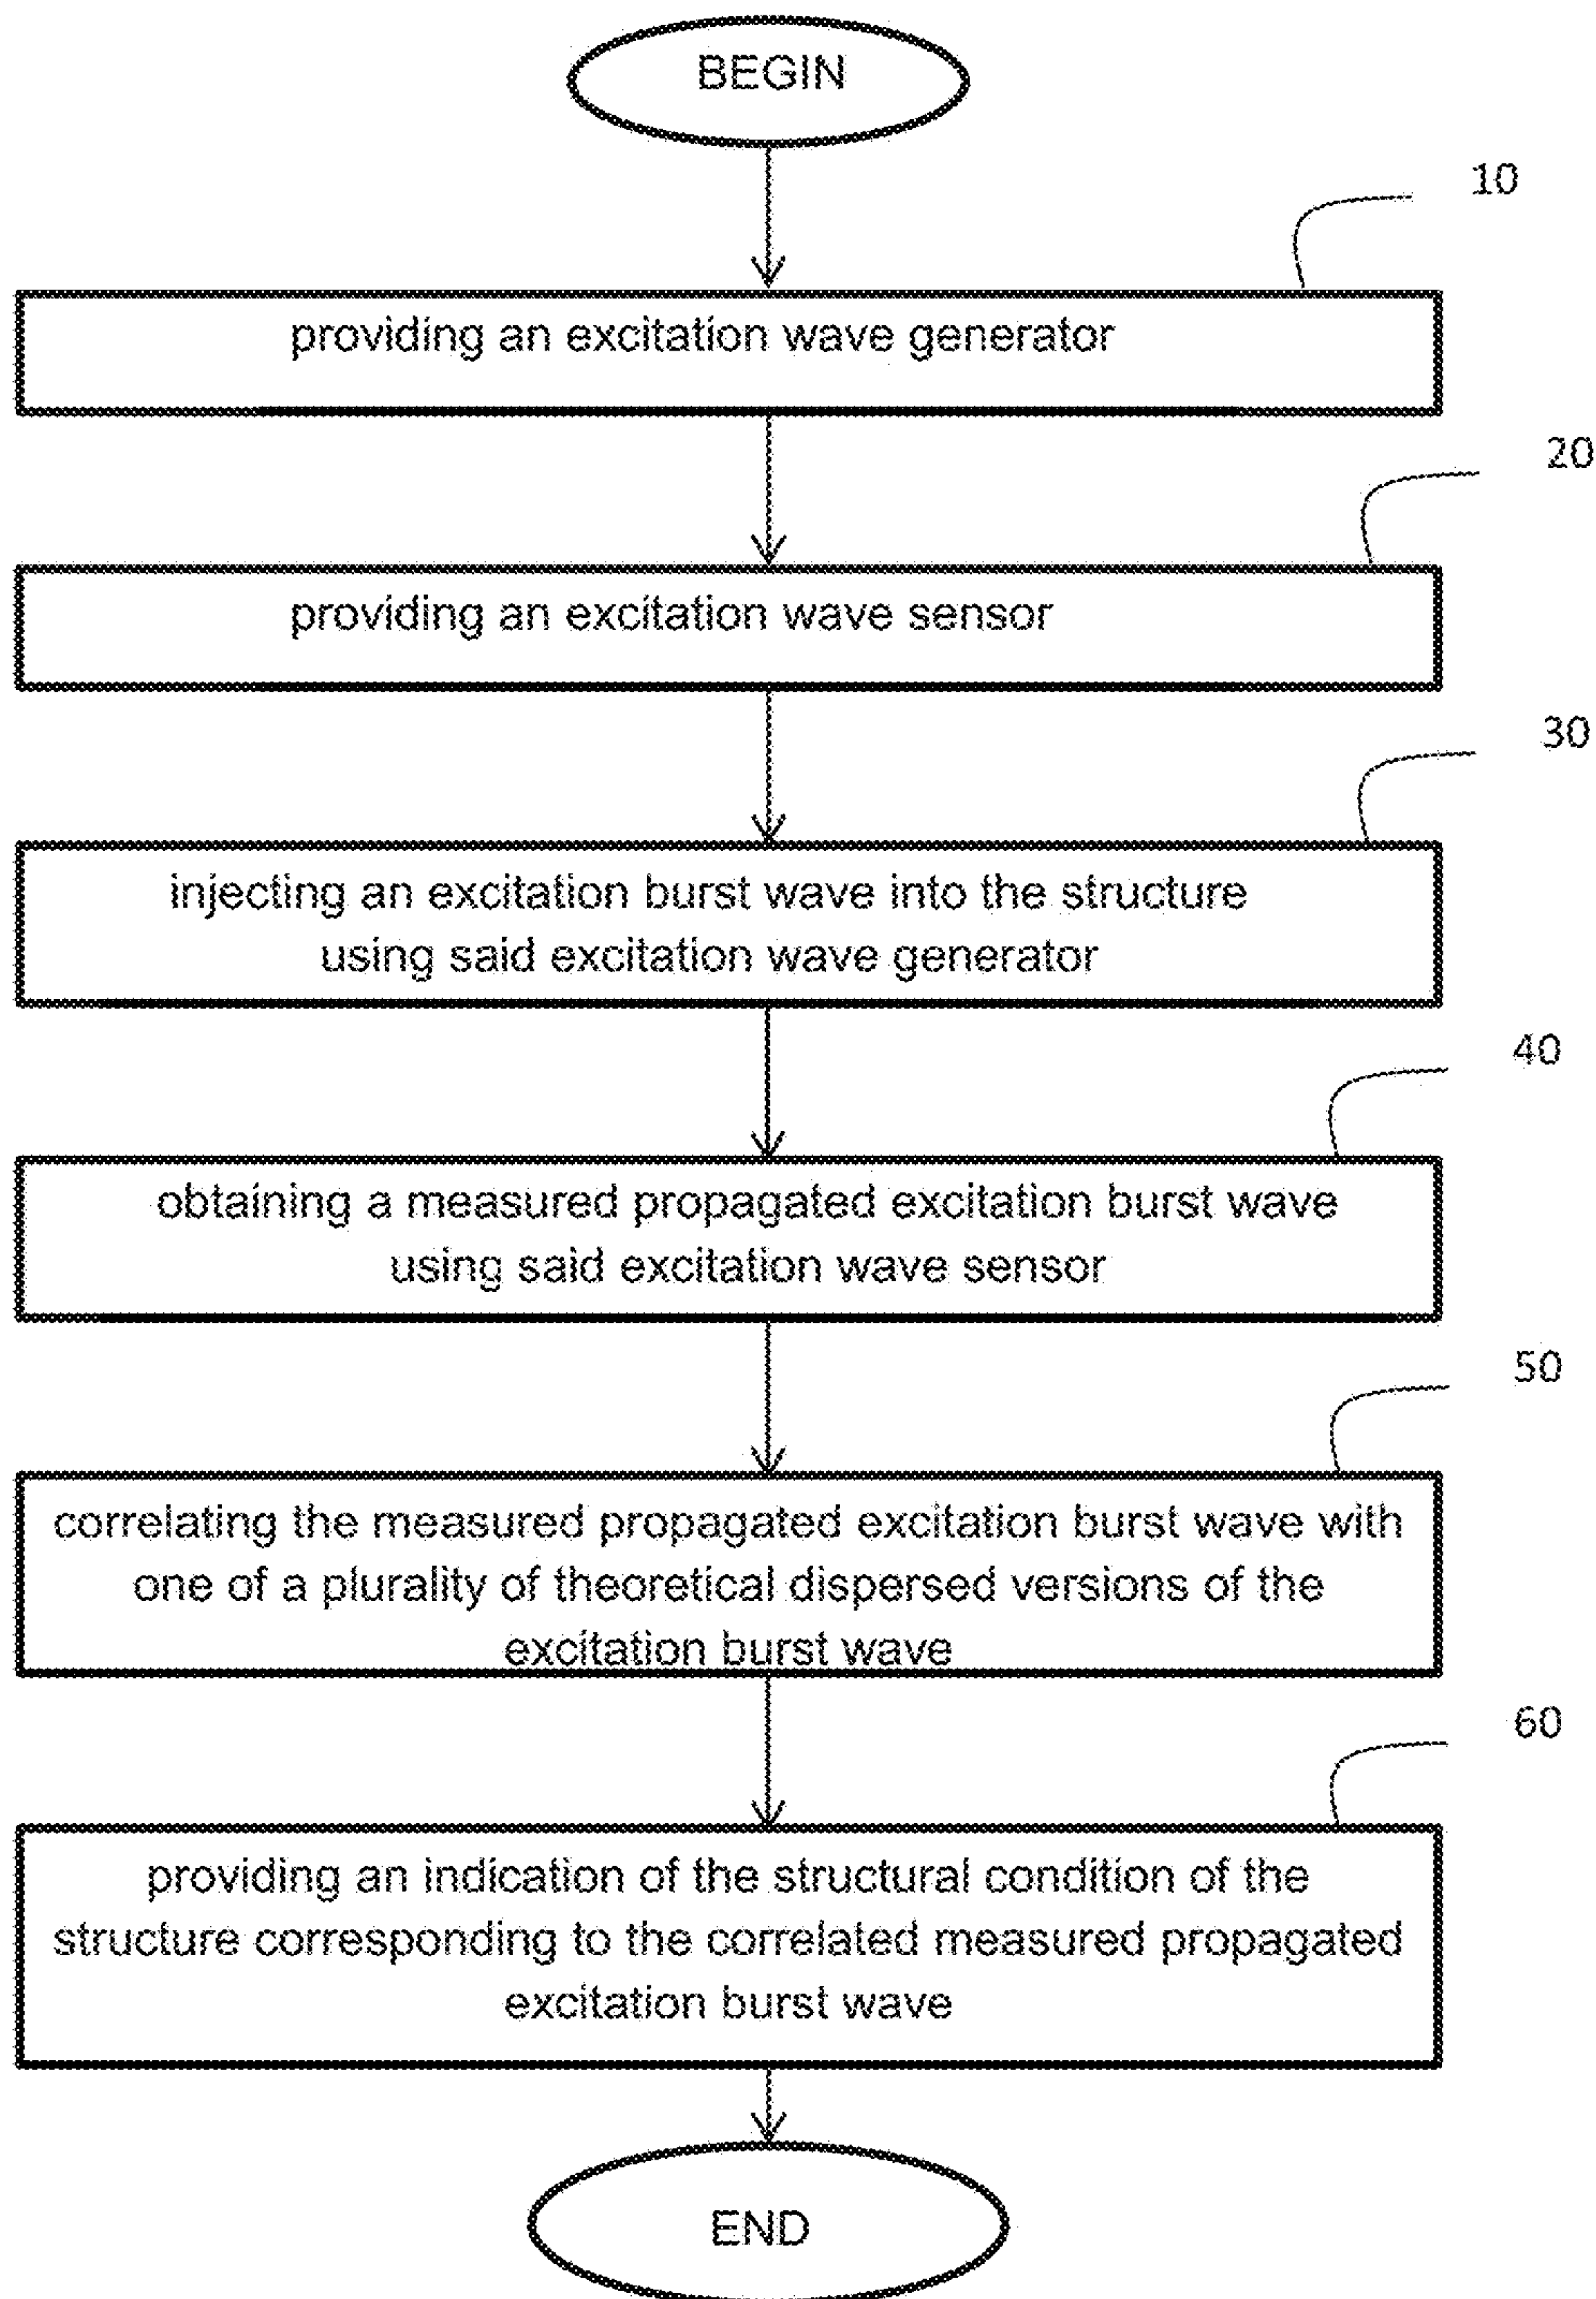 BEGIN
10
providing an excitation wave generator
20
providing an excitation wave sensor
30
injecting an excitation burst wave into the structure
using said excitation wave generator
40
obtaining a measured propagated excitation burst wave
using said excitation wave sensor
50
correlating the measured propagated excitation burst wave with
one of a plurality of theoretical dispersed versions of the
excitation burst wave
60
providing an indication of the structural condition of the
structure corresponding to the correlated measured propagated
excitation burst wave
END